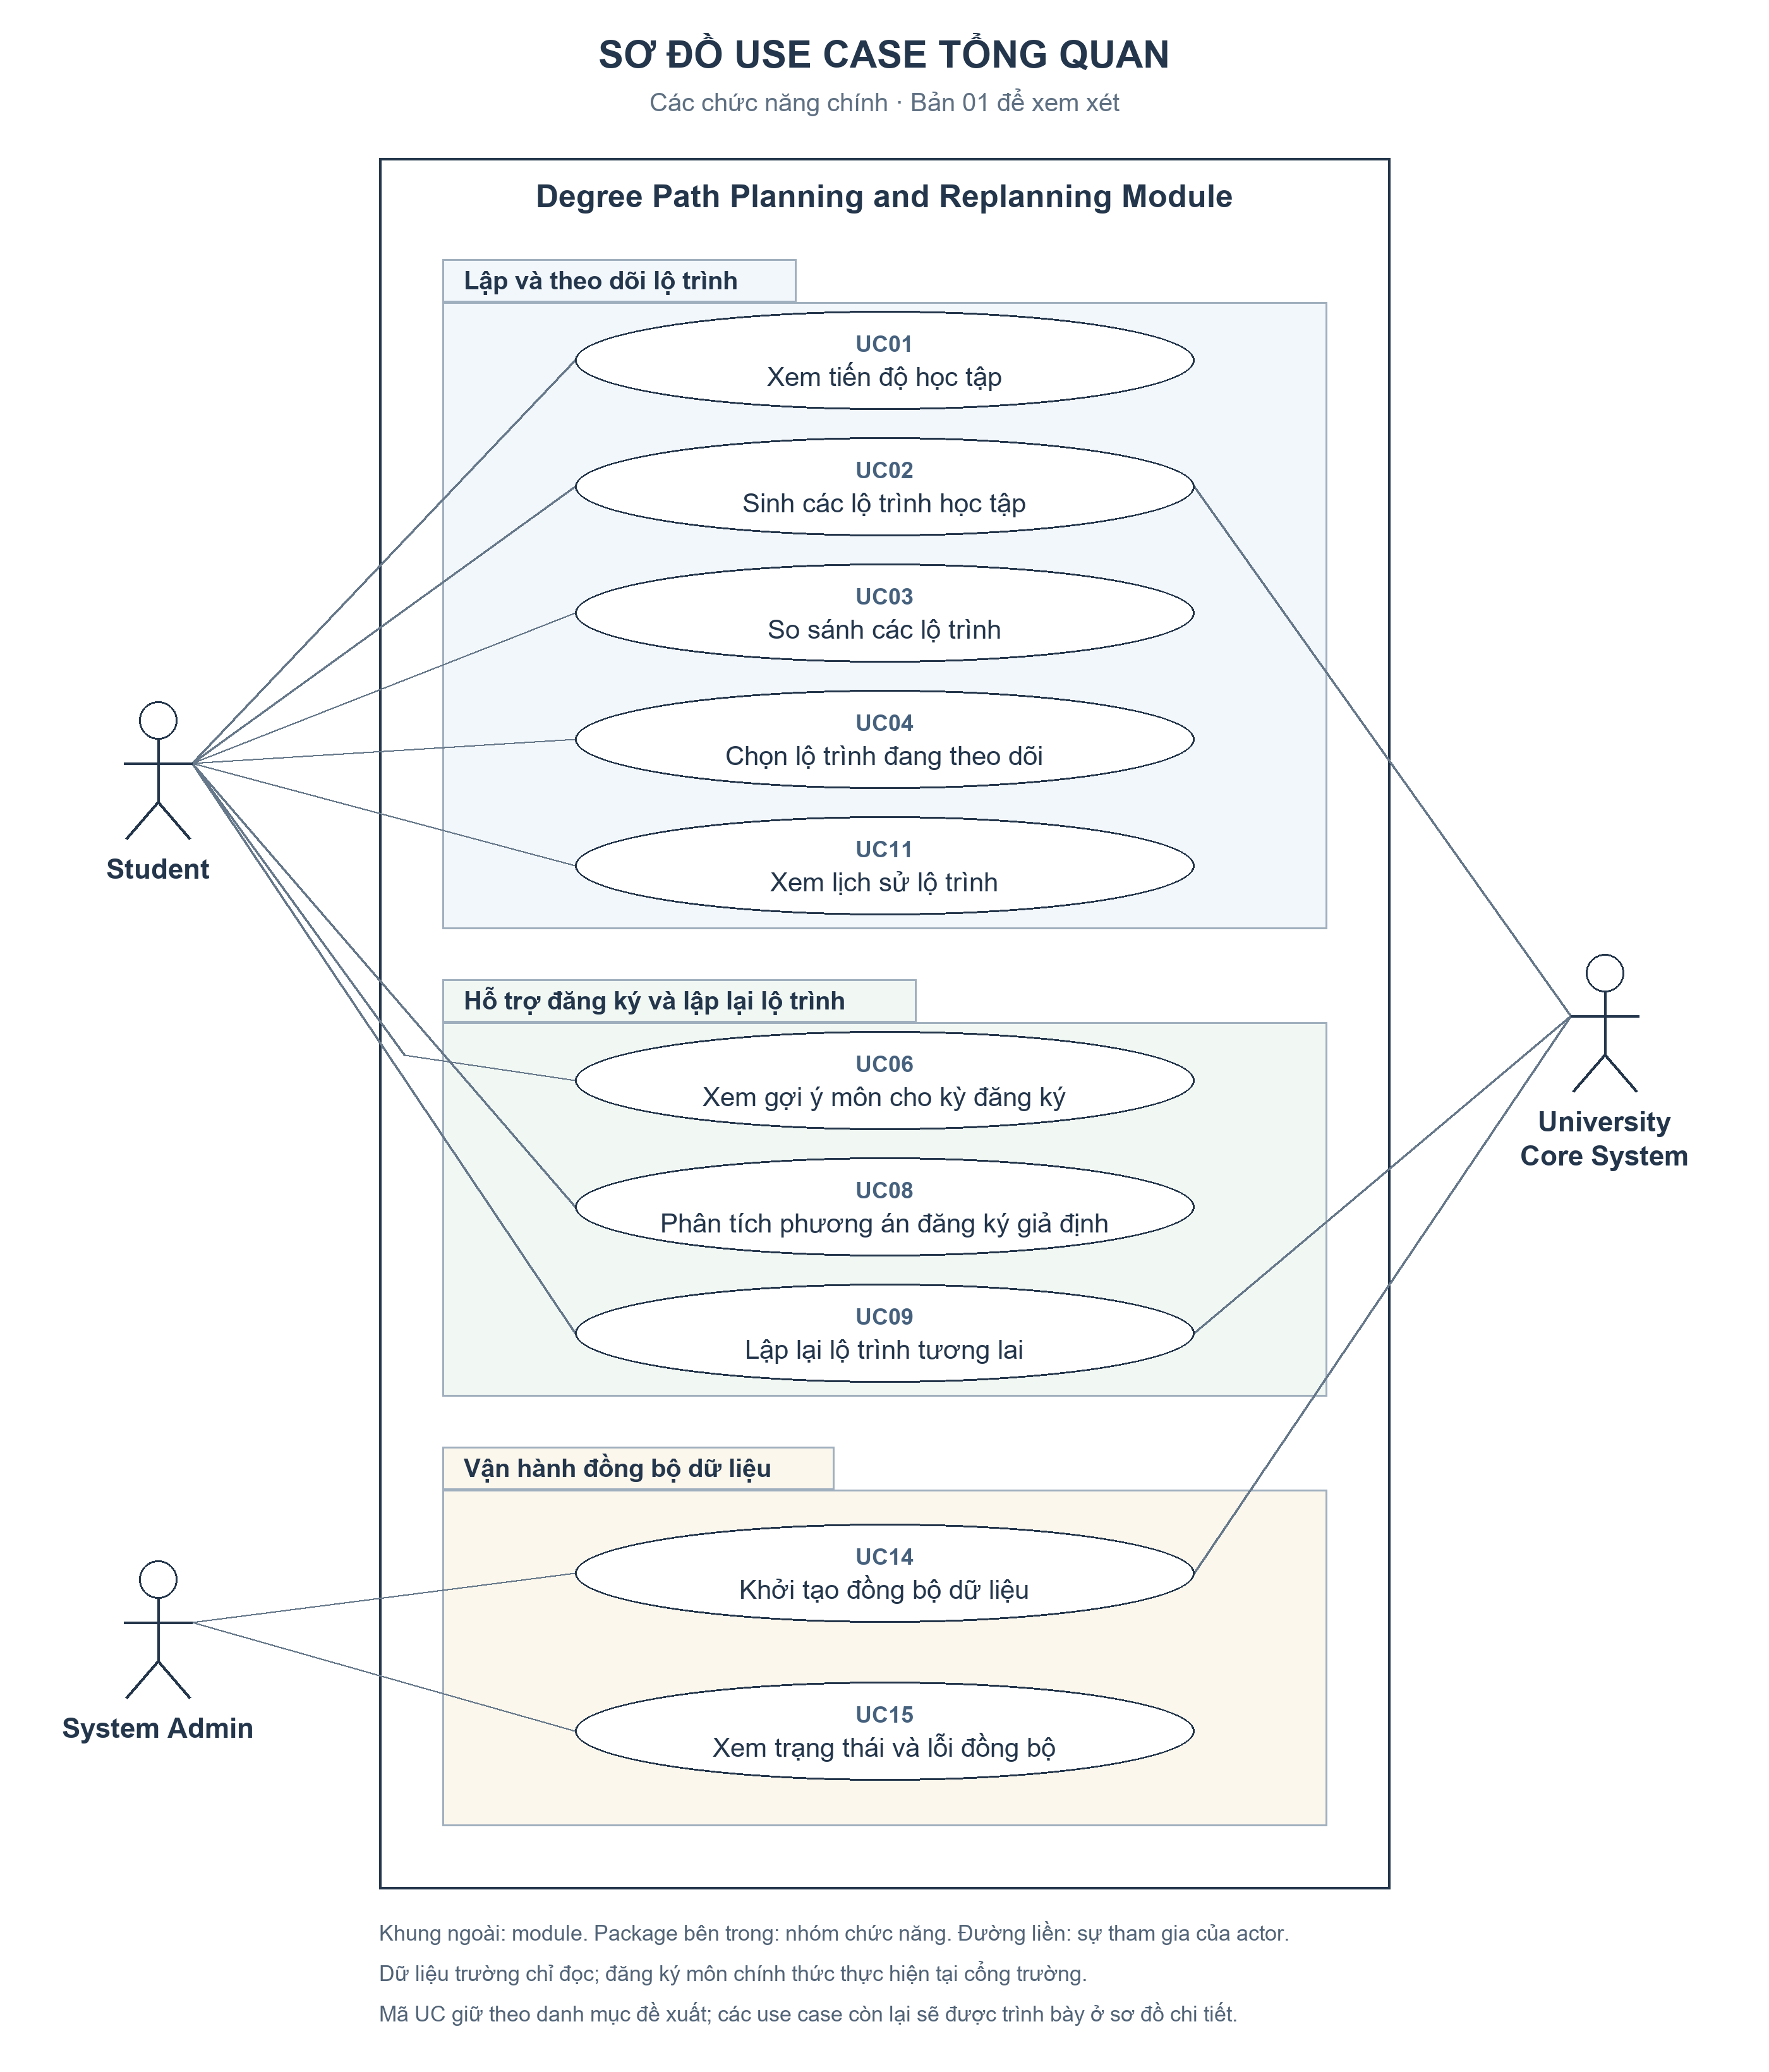 SƠ ĐỒ USE CASE TỔNG QUAN
Các chức năng chính · Bản 01 để xem xét
Degree Path Planning and Replanning Module
Lập và theo dõi lộ trình
UC01
Xem tiến độ học tập
UC02
Sinh các lộ trình học tập
UC03
So sánh các lộ trình
UC04
Chọn lộ trình đang theo dõi
UC11
Xem lịch sử lộ trình
Student
Hỗ trợ đăng ký và lập lại lộ trình
UC06
Xem gợi ý môn cho kỳ đăng ký
UC08
Phân tích phương án đăng ký giả định
UC09
Lập lại lộ trình tương lai
University
Core System
Vận hành đồng bộ dữ liệu
UC14
Khởi tạo đồng bộ dữ liệu
UC15
Xem trạng thái và lỗi đồng bộ
System Admin
Khung ngoài: module. Package bên trong: nhóm chức năng. Đường liền: sự tham gia của actor.
Dữ liệu trường chỉ đọc; đăng ký môn chính thức thực hiện tại cổng trường.
Mã UC giữ theo danh mục đề xuất; các use case còn lại sẽ được trình bày ở sơ đồ chi tiết.